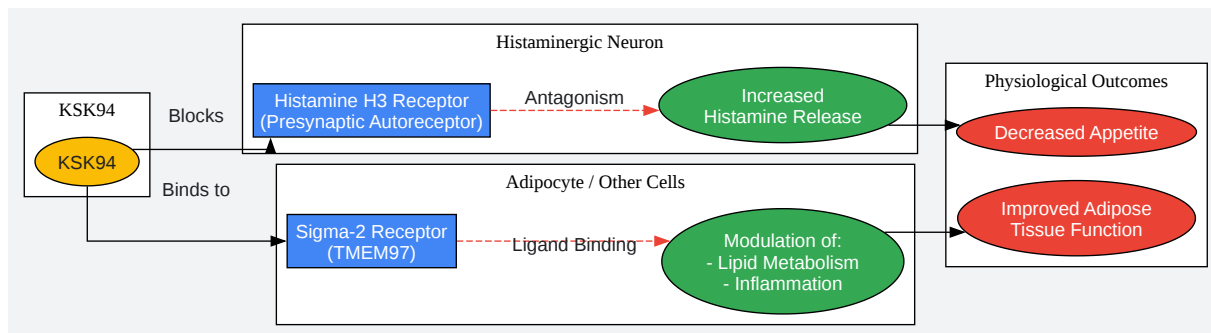 KSK94
KSK94
Blocks
Binds to
Histaminergic Neuron
Histamine H3 Receptor
(Presynaptic Autoreceptor)
Antagonism
Increased
Histamine Release
Adipocyte / Other Cells
Sigma-2 Receptor
(TMEM97)
Ligand Binding
Modulation of:
- Lipid Metabolism
- Inflammation
Physiological Outcomes
Decreased Appetite
Improved Adipose
Tissue Function